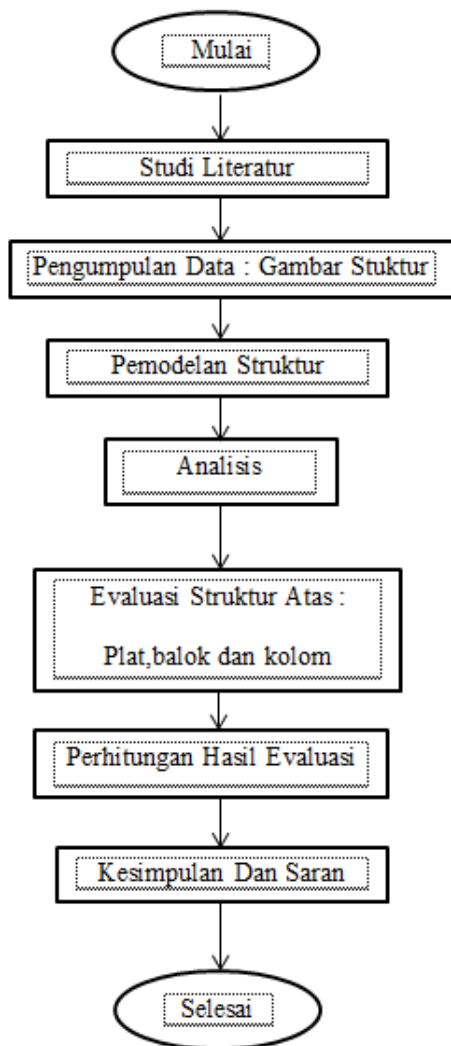 Mulai
Studi Literatur
Pengumpulan Data : Gambar Stuktur
Pemodelan Struktur
Analisis
Evaluasi Struktur Atas :
Plat,balok dan kolom
Perhitungan Hasil Evaluasi
Kesimpulan Dan Saran
Selesai